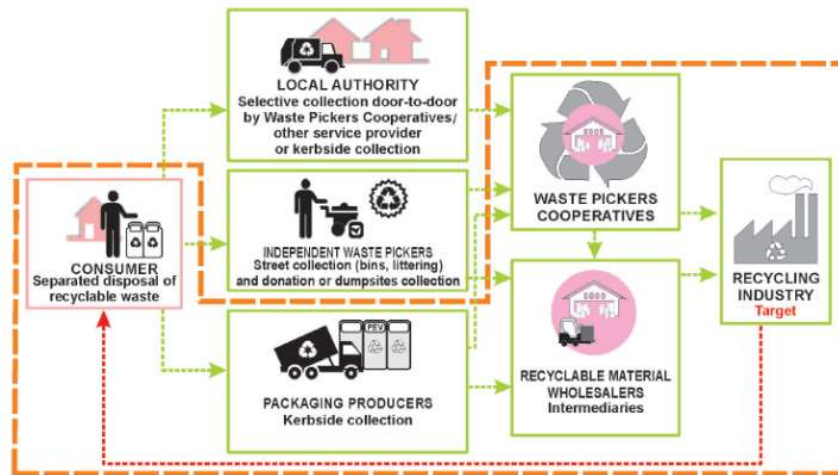 LOCAL AUTHORITY
Selective collection door-to-door
by Waste Pickers Cooperatives/
other service provider
or kerbside collection
CONSUMER
Separated disposal of
recyclable waste
INDEPENDENT WASTE PICKERS
Street collection (bins, littering)
and donation or dumpsites collection
PEV
PACKAGING PRODUCERS
Kerbside collection
WASTE PICKERS
COOPERATIVES
RECYCLABLE MATERIAL
WHOLESALERS
Intermediaries
RECYCLING
INDUSTRY
Target